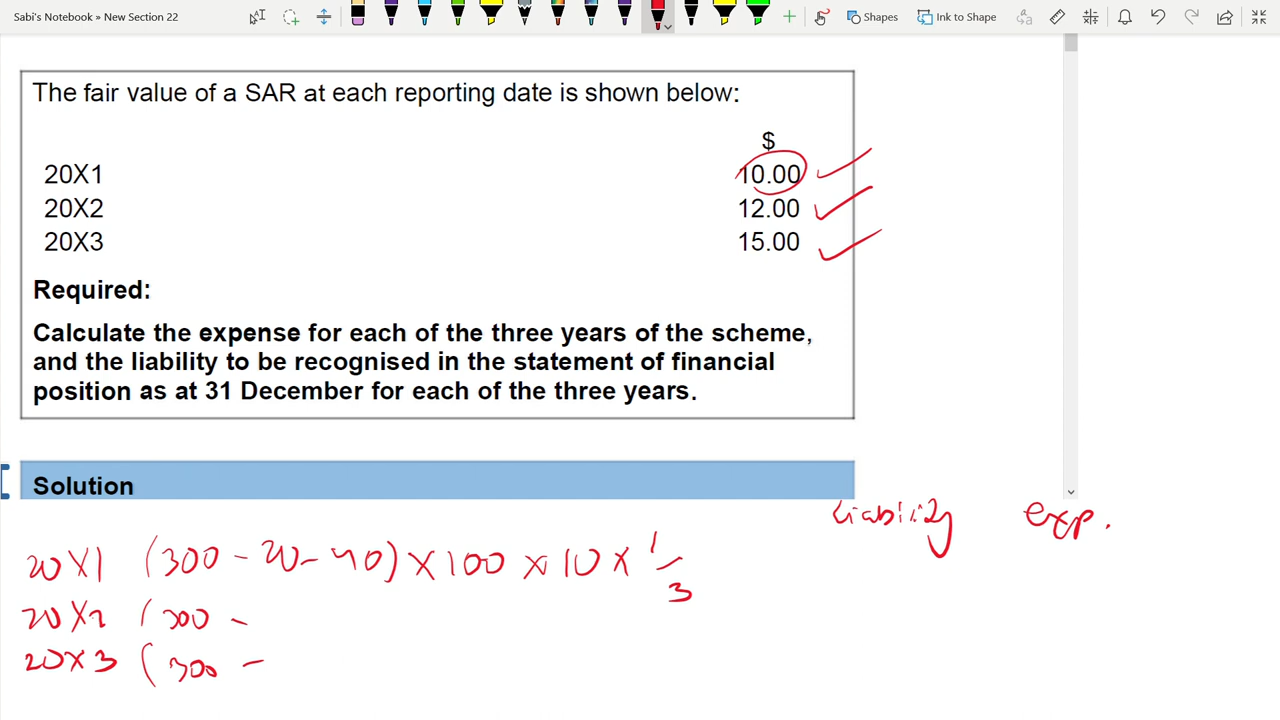 Sabi's Notebook » New Section 22
Shapes
Ink to Shape
The fair value of a SAR at each reporting date is shown below:
$
20X1 10.00
20X2 12.00
20X3 15.00
Required:
Calculate the expense for each of the three years of the scheme,
and the liability to be recognised in the statement of financial
position as at 31 December for each of the three years.
Solution
Liability exp.
20X1 (300 - 20 - 40) × 100 × 10 × 1/3
20X2 (300 -
20X3 (300 -